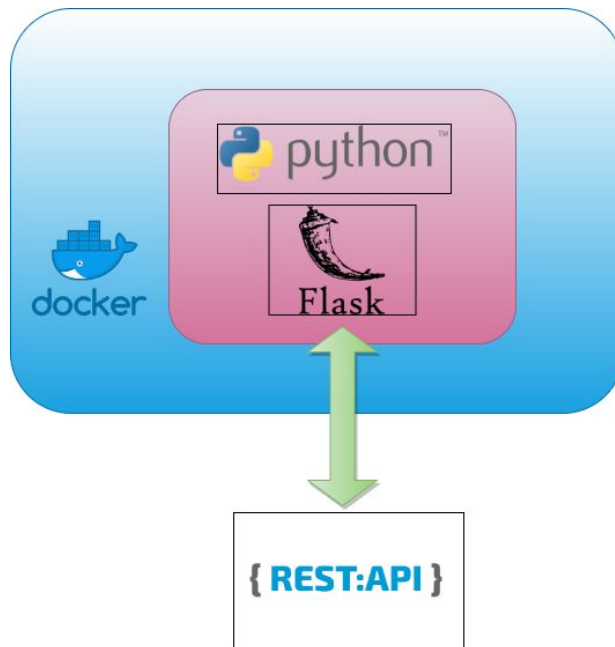 python™
docker
Flask
{ REST:API }